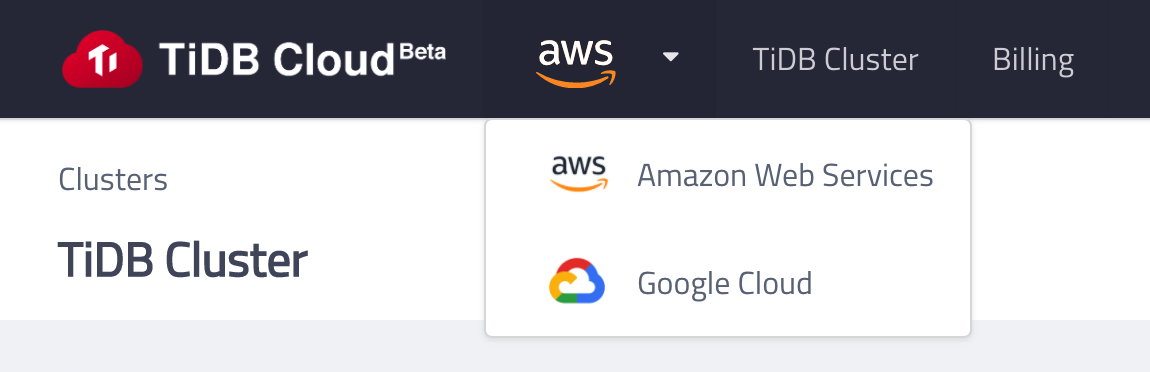 TiDB Cloud Beta aws TiDB Cluster Billing
Clusters
TiDB Cluster
aws Amazon Web Services
Google Cloud